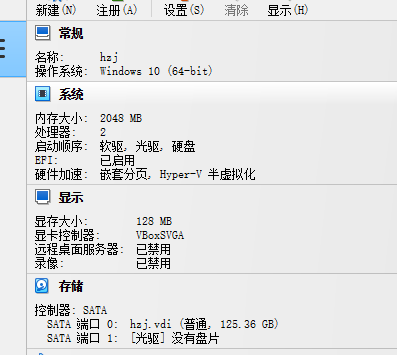 新建(N) 注册(A) 设置(S) 清除 显示(H)
常规
名称: hzj
操作系统: Windows 10 (64-bit)
系统
内存大小: 2048 MB
处理器: 2
启动顺序: 软驱, 光驱, 硬盘
EFI: 已启用
硬件加速: 嵌套分页, Hyper-V 半虚拟化
显示
显存大小: 128 MB
显卡控制器: VBoxSVGA
远程桌面服务器: 已禁用
录像: 已禁用
存储
控制器: SATA
SATA 端口 0: hzj.vdi (普通, 125.36 GB)
SATA 端口 1: [光驱] 没有盘片